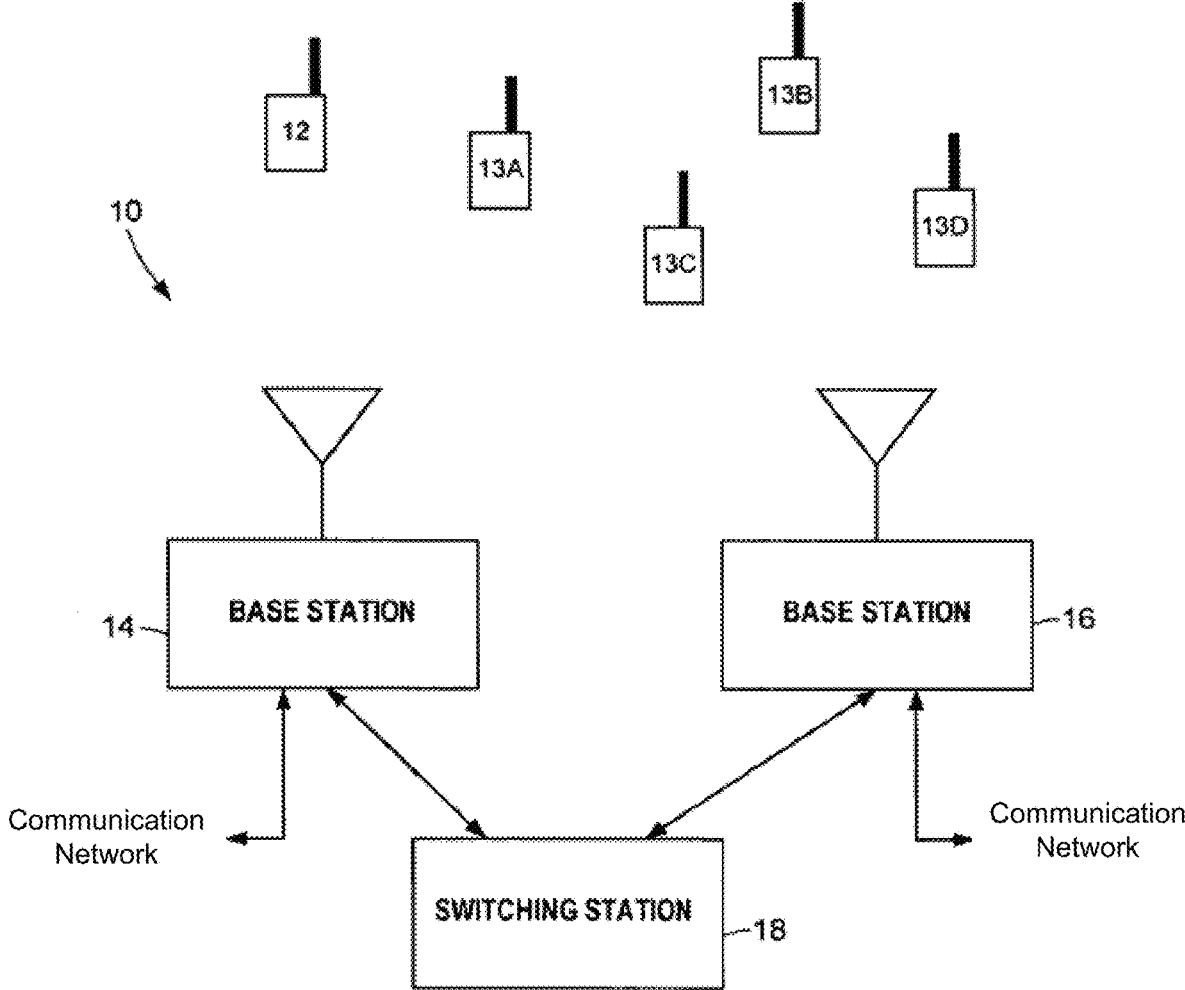 13B
12
13A
10
13D
13C
BASE STATION
BASE STATION
14
16
Communication
Network
Communication
Network
SWITCHING STATION
18